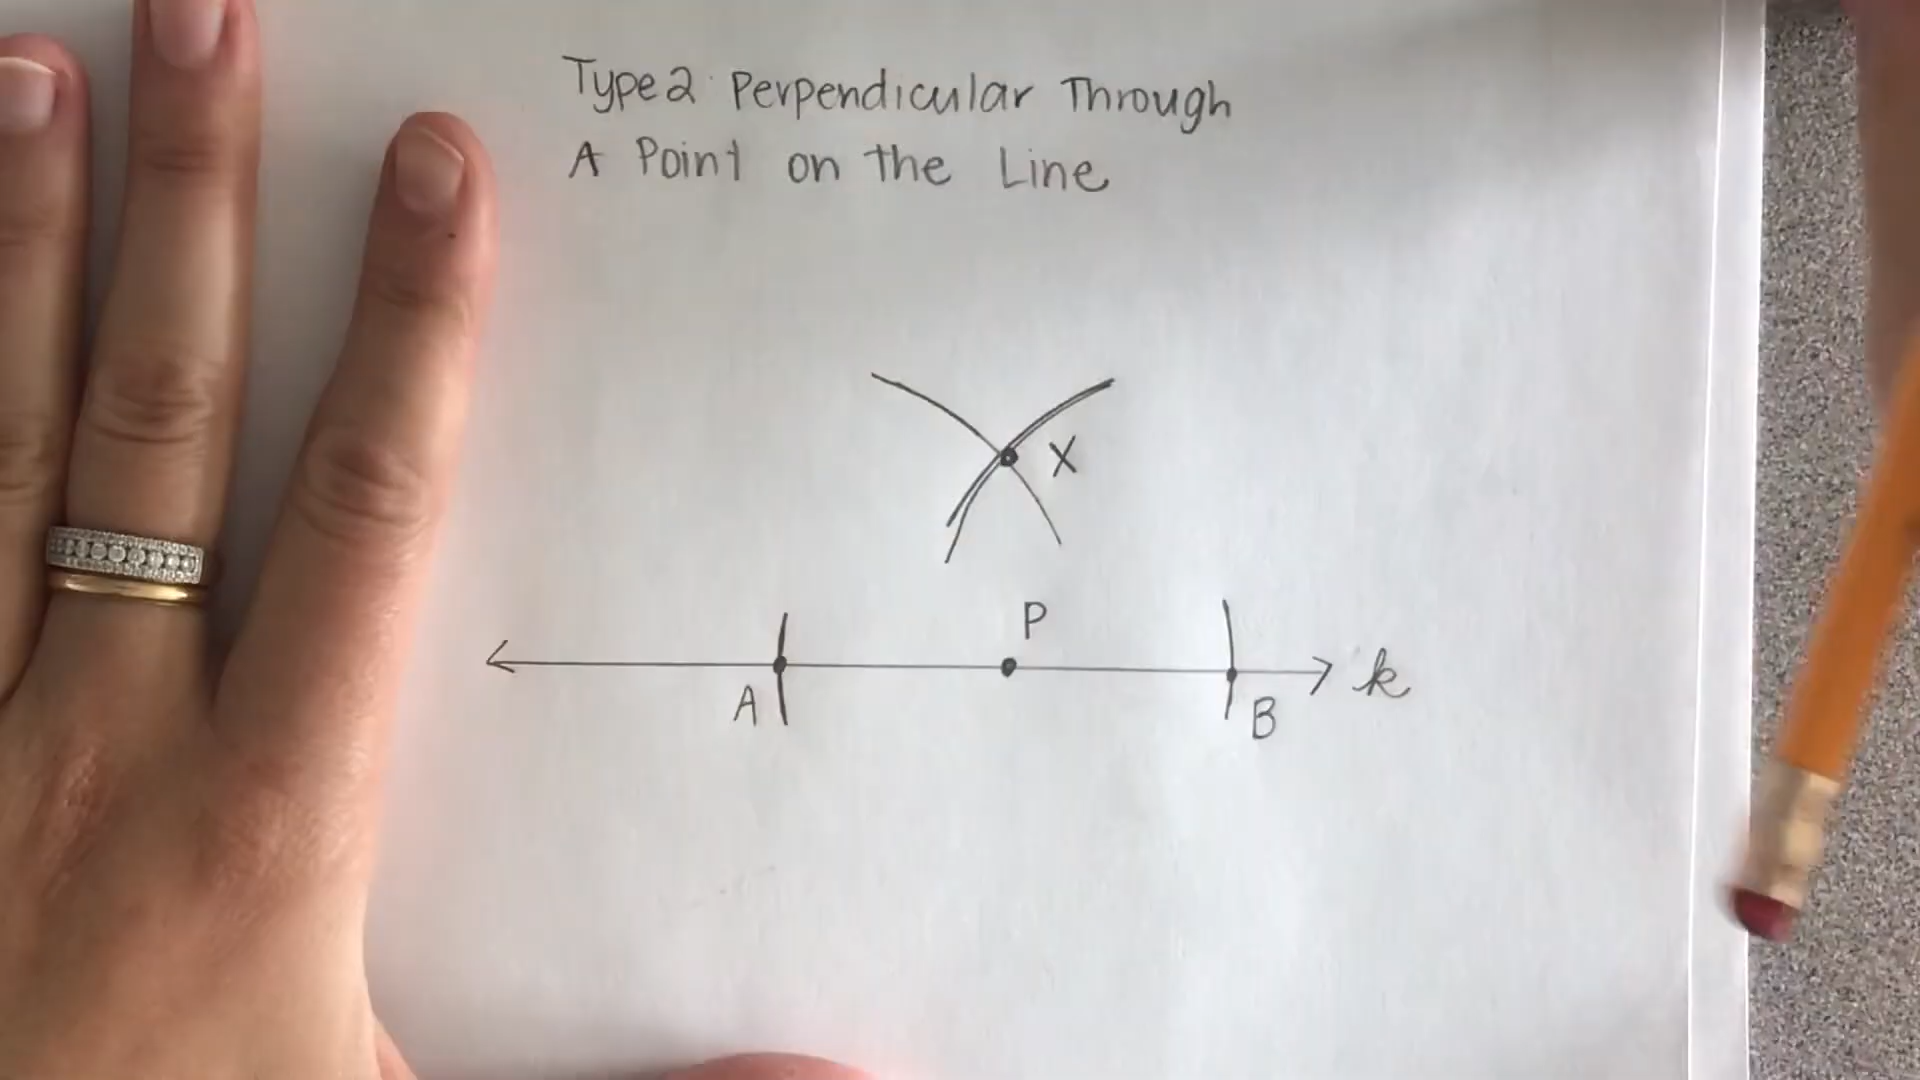 Type 2: Perpendicular Through
A Point on the Line
X
P
k
A
B